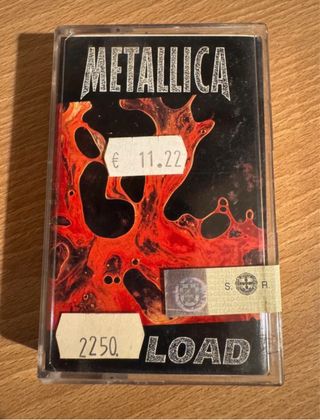 METALLICA
€ 11.22
S. R.
2250.
LOAD